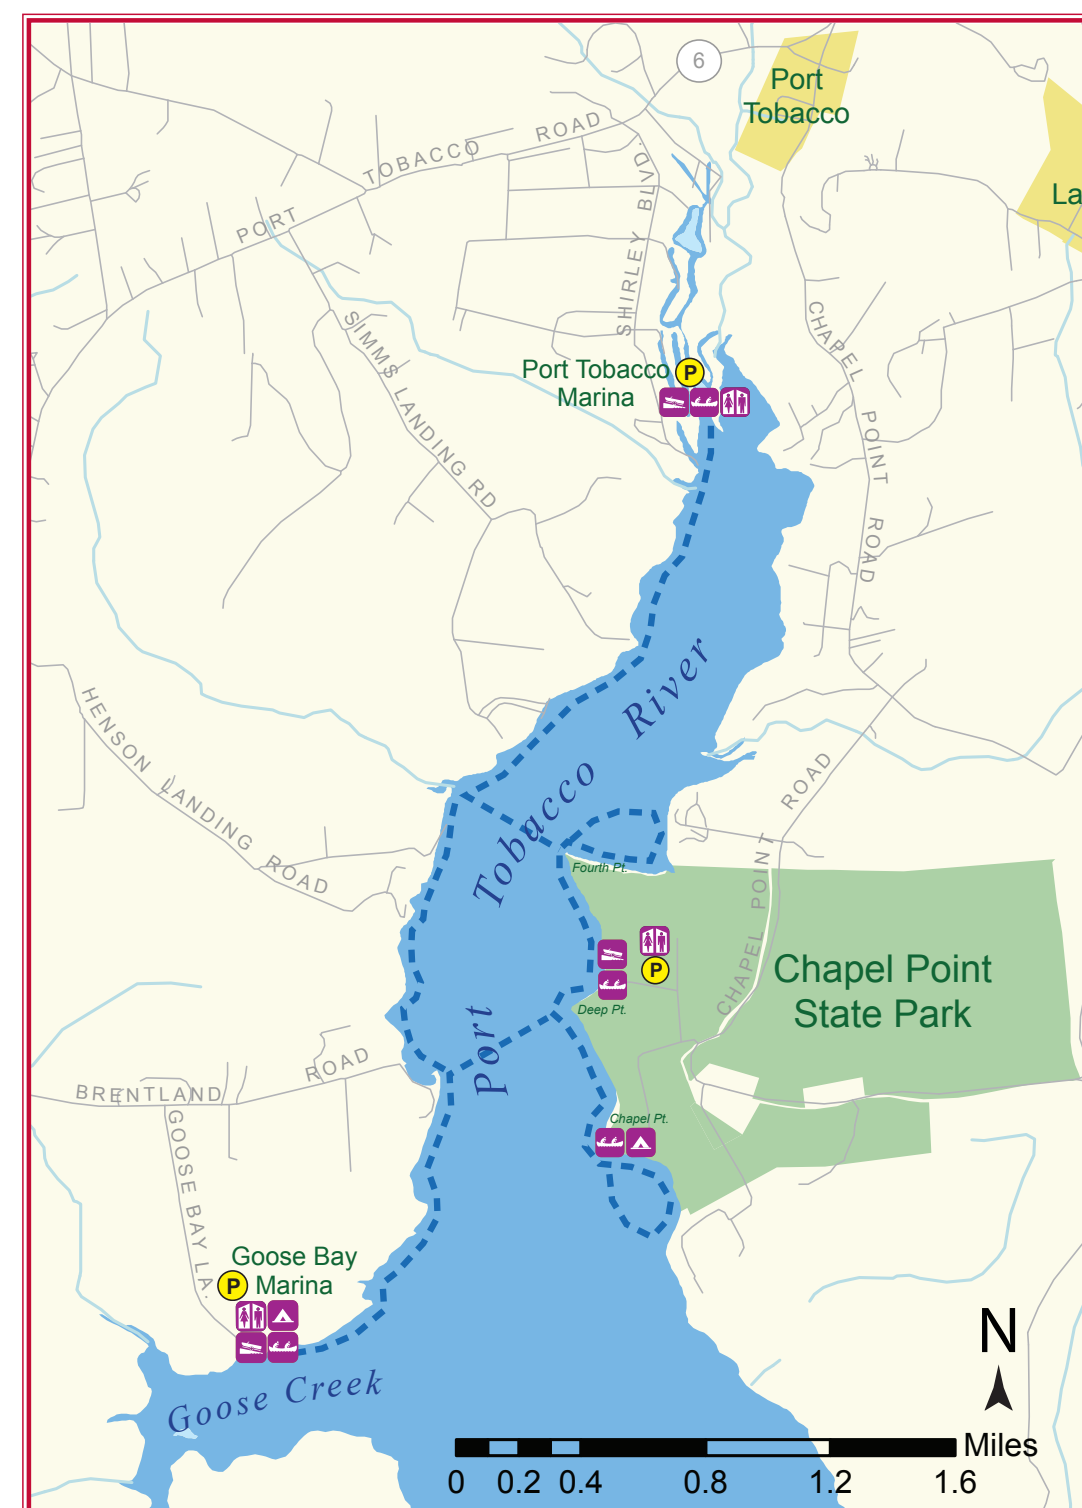 6
Port
Tobacco
La
PORT TOBACCO ROAD
SHIRLEY BLVD.
SIMMS LANDING RD
CHAPEL POINT ROAD
Port Tobacco
Marina
P
HENSON LANDING ROAD
Port Tobacco River
CHAPEL POINT ROAD
Fourth Pt.
P
Chapel Point
State Park
Deep Pt.
BRENTLAND ROAD
GOOSE BAY LA.
Chapel Pt.
Goose Bay
Marina
P
Goose Creek
N
Miles
0 0.2 0.4 0.8 1.2 1.6